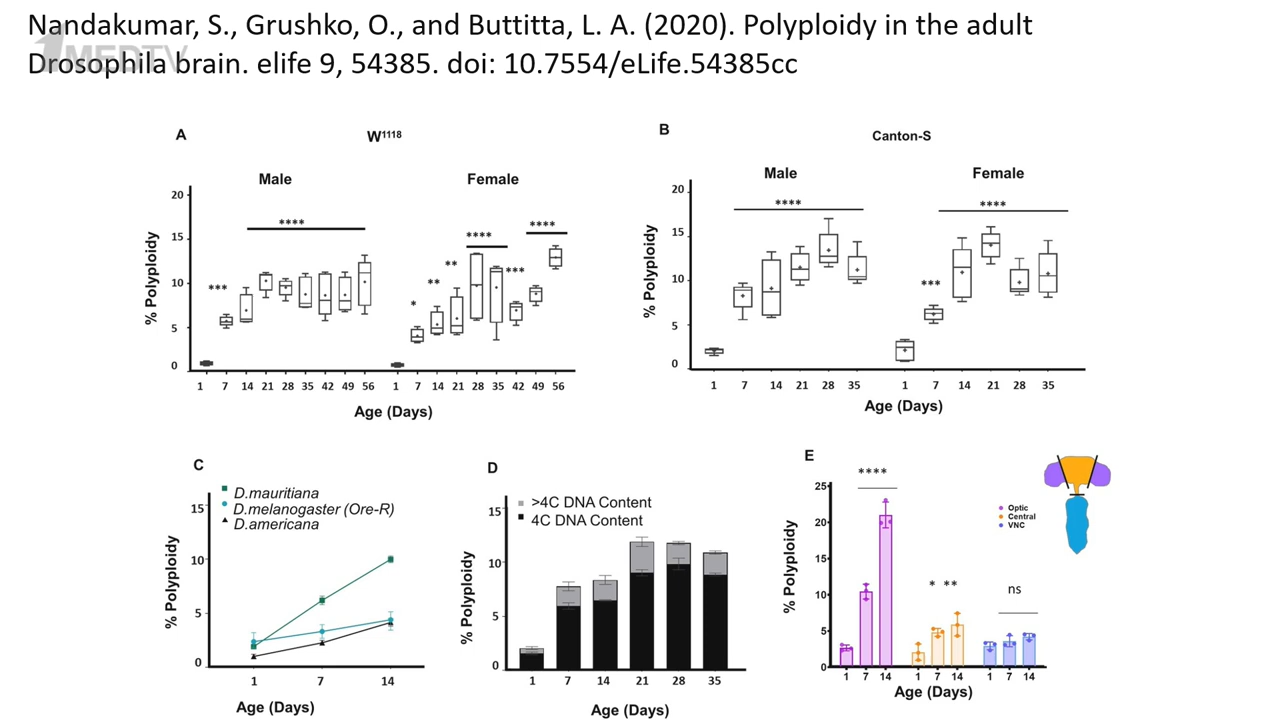 Nandakumar, S., Grushko, O., and Buttitta, L. A. (2020). Polyploidy in the adult
Drosophila brain. elife 9, 54385. doi: 10.7554/eLife.54385cc
1MEDTV
A
W1118
B
Canton-S
Male
Female
Male
Female
% Polyploidy
20
15
10
5
0
***
****
*
**
**
****
***
****
1 7 14 21 28 35 42 49 56 1 7 14 21 28 35 42 49 56
Age (Days)
% Polyploidy
20
15
10
5
0
****
***
****
1 7 14 21 28 35 1 7 14 21 28 35
Age (Days)
C
D.mauritiana
D.melanogaster (Ore-R)
D.americana
% Polyploidy
15
10
5
0
1 7 14
Age (Days)
D
>4C DNA Content
4C DNA Content
% Polyploidy
15
10
5
0
1 7 14 21 28 35
Age (Days)
E
****
* **
ns
Optic
Central
VNC
% Polyploidy
25
20
15
10
5
0
1 7 14 1 7 14 1 7 14
Age (Days)